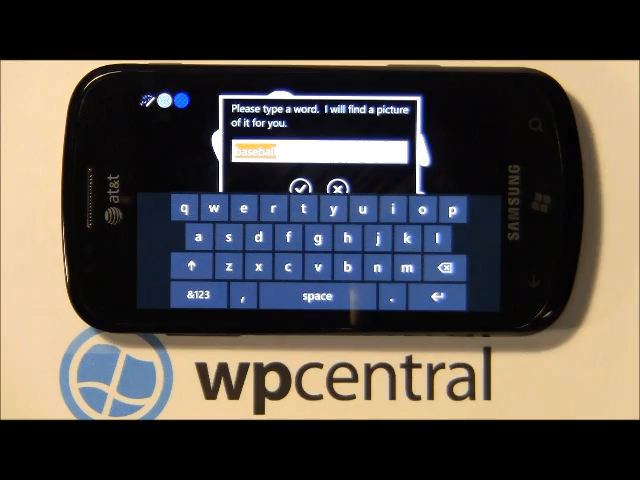 Please type a word. I will find a picture
of it for you.
baseball
at&t
SAMSUNG
q w e r t y u i o p
a s d f g h j k l
z x c v b n m
&123 , space .
wpcentral